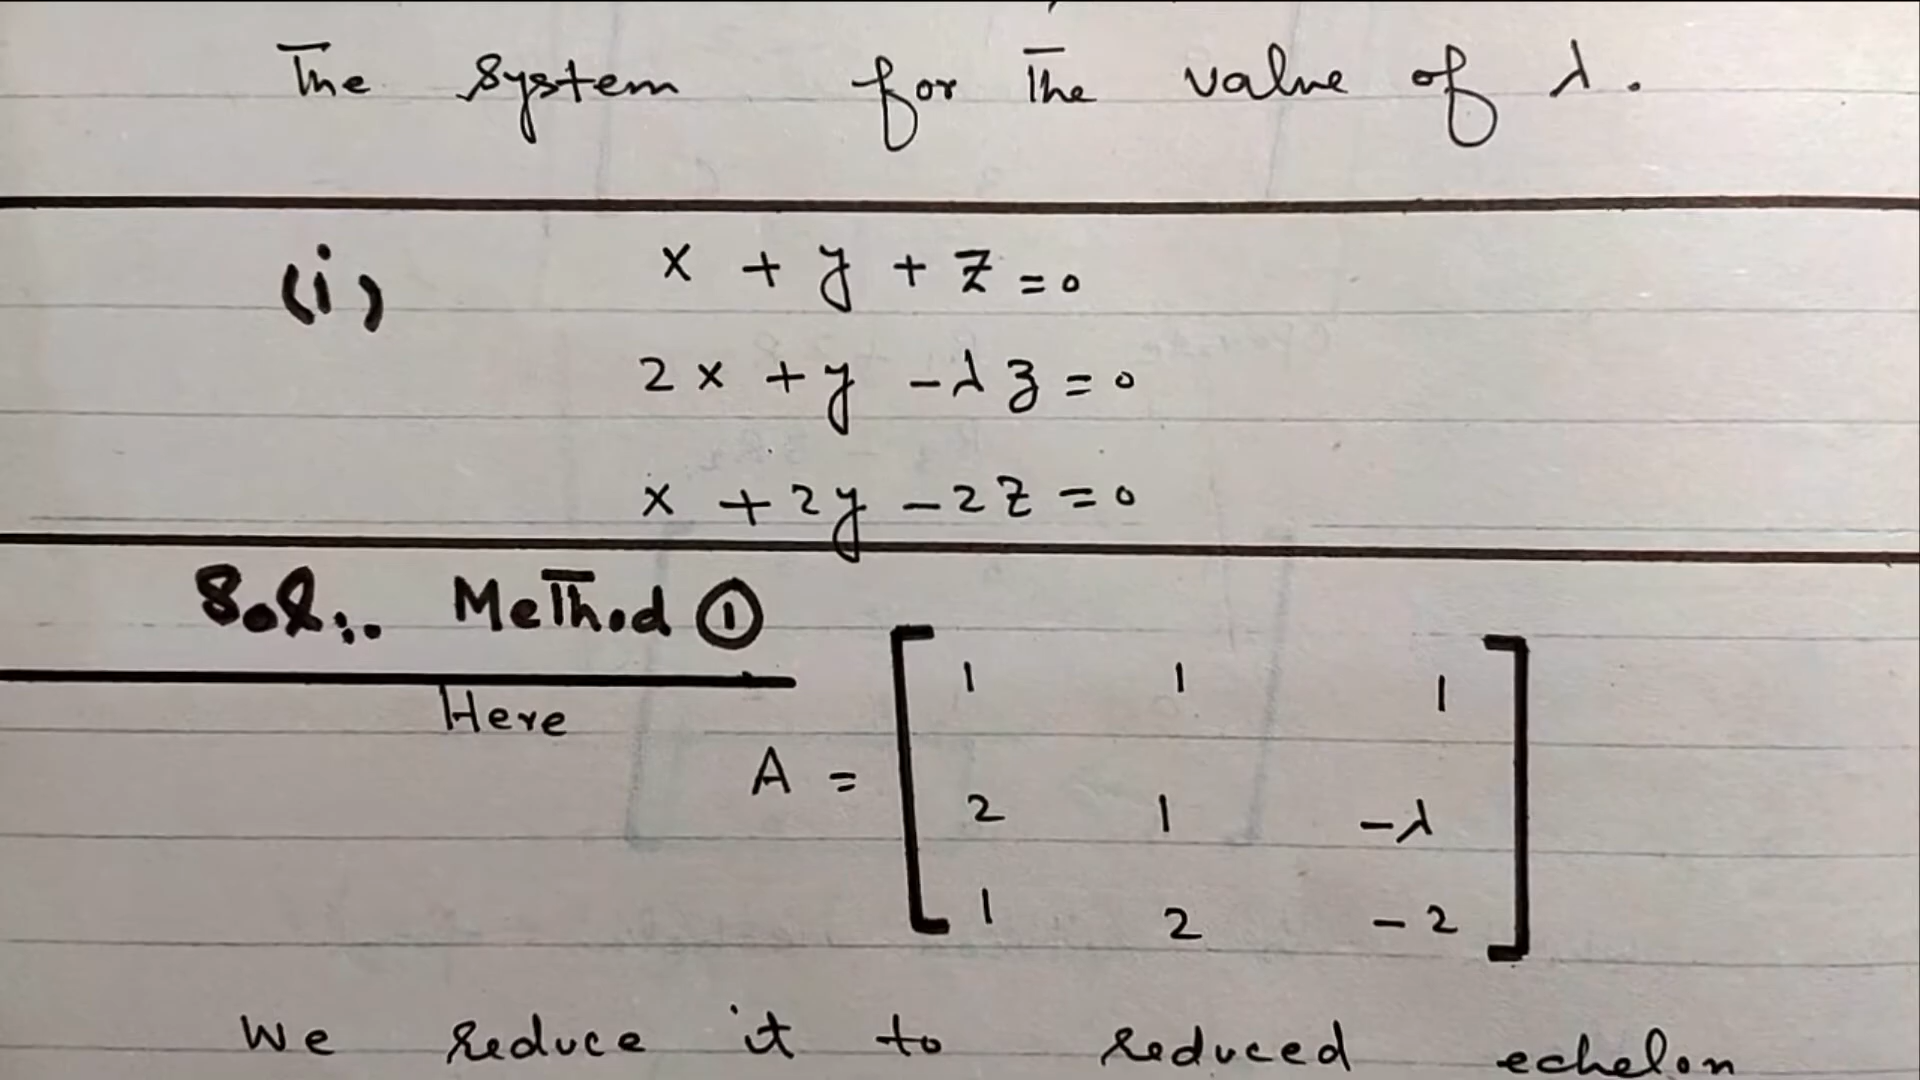 The system for The value of λ.
(i) x + y + z = 0
2x + y - λz = 0
x + 2y - 2z = 0
Sol:. Method ①
Here
A = [ 1 1 1
2 1 -λ
1 2 -2 ]
We reduce it to reduced echelon